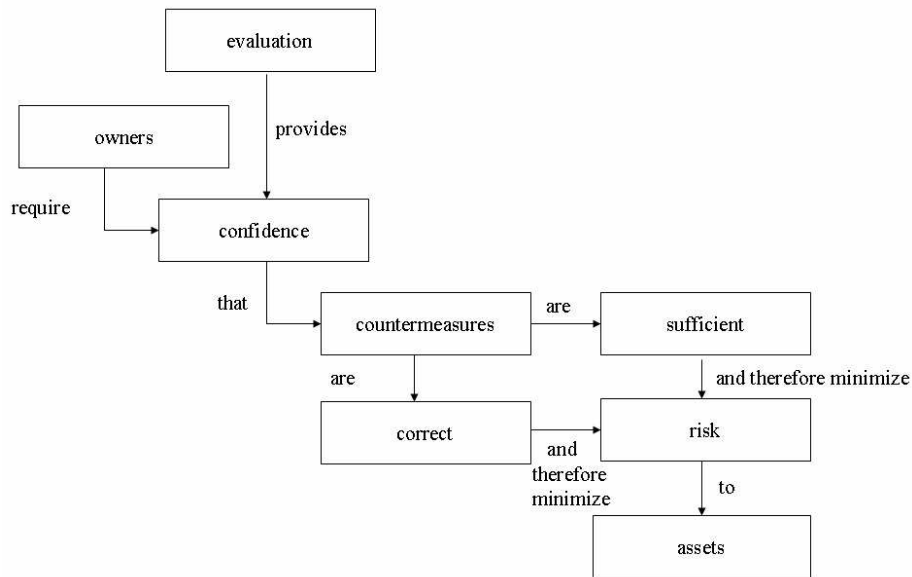 evaluation
provides
owners
require
confidence
that
countermeasures
are
sufficient
are
and therefore minimize
correct
and
therefore
minimize
risk
to
assets